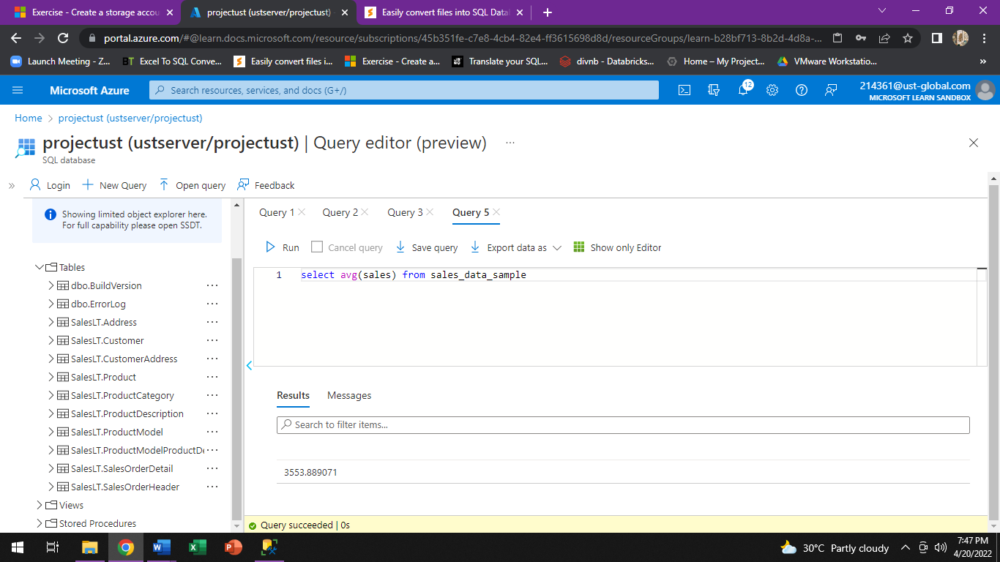 Exercise - Create a storage accou
projectust (ustserver/projectust) -
Easily convert files into SQL Datal
portal.azure.com/#@learn.docs.microsoft.com/resource/subscriptions/45b351fe-c7e8-4cb4-82e4-ff3615698d8d/resourceGroups/learn-b28bf713-8b2d-4d8a-...
Launch Meeting - Z...
BT Excel To SQL Conve...
Easily convert files i...
Exercise - Create a...
Translate your SQL...
divnb - Databricks...
Home – My Project...
VMware Workstatio...
»
Microsoft Azure
Search resources, services, and docs (G+/)
12
214361@ust-global.com
MICROSOFT LEARN SANDBOX
Home > projectust (ustserver/projectust)
projectust (ustserver/projectust) | Query editor (preview) ...
SQL database
» Login
New Query
Open query
Feedback
Showing limited object explorer here.
For full capability please open SSDT.
Tables
dbo.BuildVersion ...
dbo.ErrorLog ...
SalesLT.Address ...
SalesLT.Customer ...
SalesLT.CustomerAddress ...
SalesLT.Product ...
SalesLT.ProductCategory ...
SalesLT.ProductDescription ...
SalesLT.ProductModel ...
SalesLT.ProductModelProductDe ...
SalesLT.SalesOrderDetail ...
SalesLT.SalesOrderHeader ...
Views
Stored Procedures
Query 1
Query 2
Query 3
Query 5
Run
Cancel query
Save query
Export data as
Show only Editor
1 select avg(sales) from sales_data_sample
Results
Messages
Search to filter items...
3553.889071
Query succeeded | 0s
30°C Partly cloudy
7:47 PM
4/20/2022